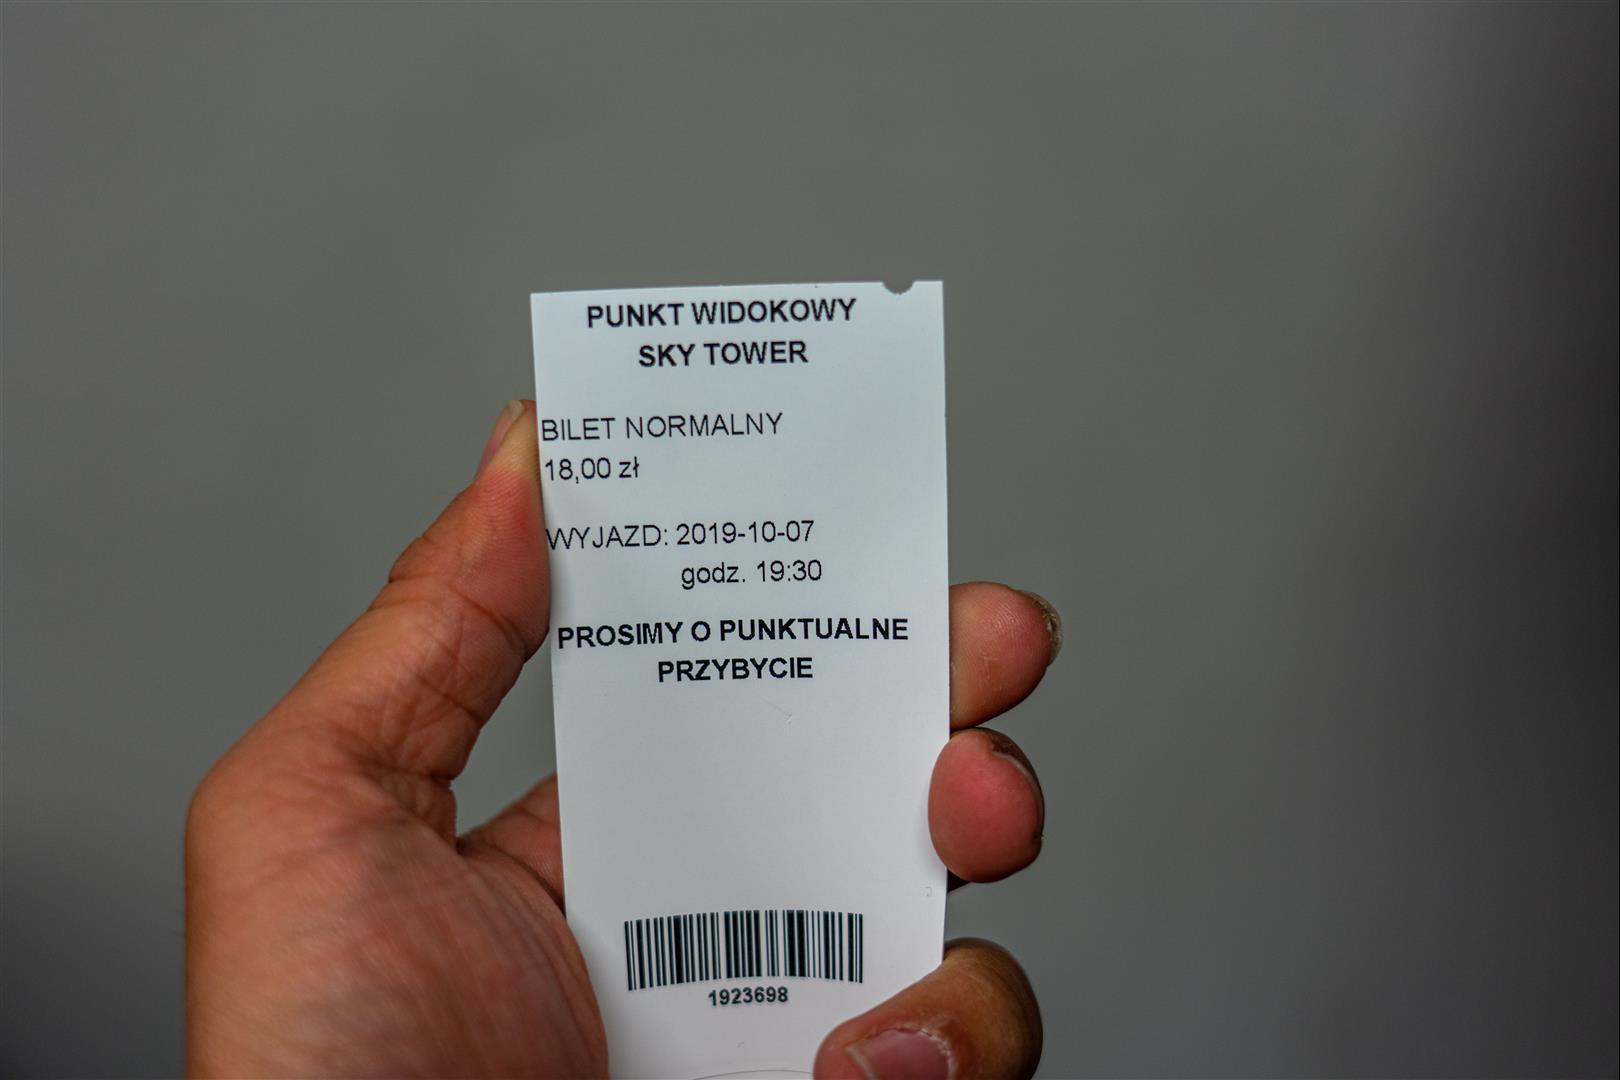 PUNKT WIDOKOWY
SKY TOWER
BILET NORMALNY
18,00 zł
WYJAZD: 2019-10-07
godz. 19:30
PROSIMY O PUNKTUALNE
PRZYBYCIE
1923698